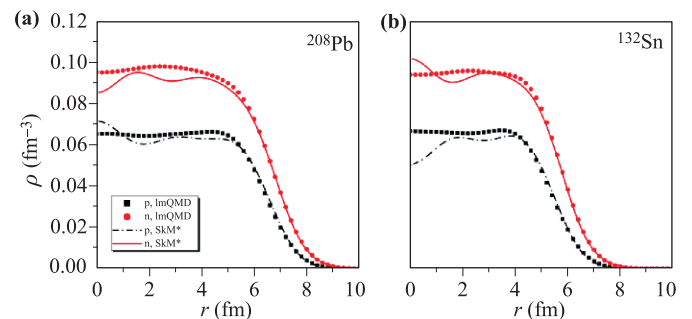 (a)
²⁰⁸Pb
(b)
¹³²Sn
0.12
0.10
0.08
0.06
0.04
0.02
0.00
ρ (fm⁻³)
p, ImQMD
n, ImQMD
p, SkM*
n, SkM*
0 2 4 6 8 10
r (fm)
0 2 4 6 8 10
r (fm)